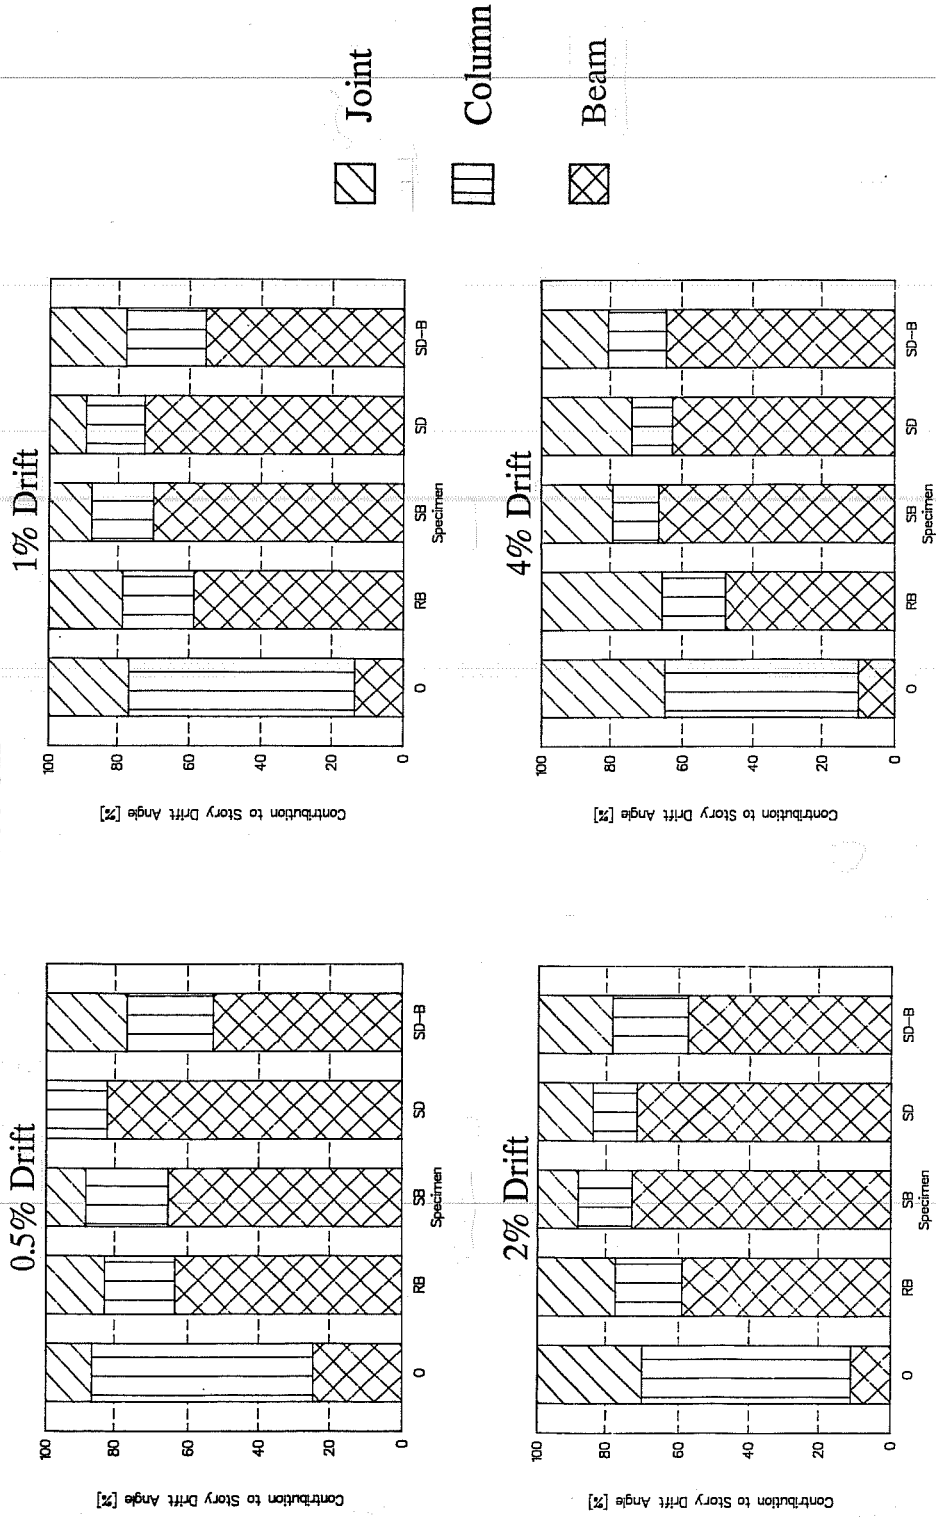 0.5% Drift
Contribution to Story Drift Angle [%]
100
80
60
40
20
0
O
RB
SB
SD
SD-B
Specimen
1% Drift
Contribution to Story Drift Angle [%]
100
80
60
40
20
0
O
RB
SB
SD
SD-B
Specimen
2% Drift
Contribution to Story Drift Angle [%]
100
80
60
40
20
0
O
RB
SB
SD
SD-B
Specimen
4% Drift
Contribution to Story Drift Angle [%]
100
80
60
40
20
0
O
RB
SB
SD
SD-B
Specimen
Joint
Column
Beam